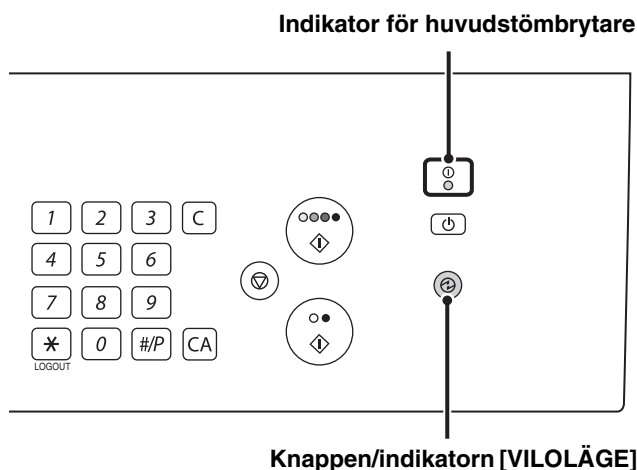 Indikator för huvudstömbrytare
1 2 3 C
4 5 6
7 8 9
* 0 #/P CA
LOGOUT
Knappen/indikatorn [VILOLÄGE]